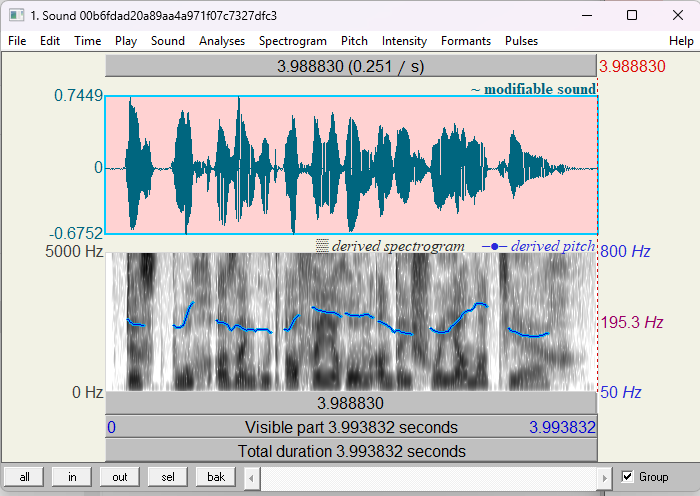 1. Sound 00b6fdad20a89aa4a971f07c7327dfc3
File Edit Time Play Sound Analyses Spectrogram Pitch Intensity Formants Pulses Help
3.988830 (0.251 / s) 3.988830
~ modifiable sound
0.7449
0
-0.6752
derived spectrogram derived pitch
5000 Hz 800 Hz
195.3 Hz
0 Hz 50 Hz
3.988830
0 Visible part 3.993832 seconds 3.993832
Total duration 3.993832 seconds
all in out sel bak Group